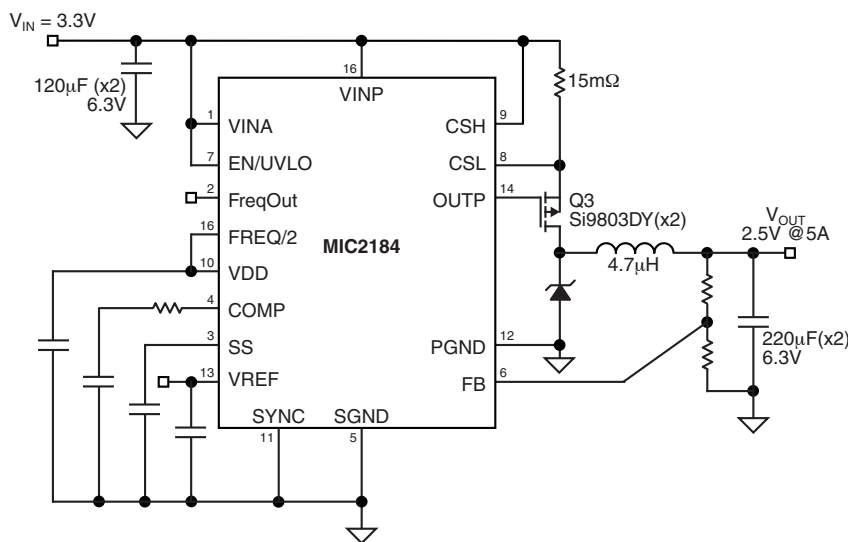 VIN = 3.3V
120µF (x2)
6.3V
16
VINP
15mΩ
1
VINA
CSH
9
7
EN/UVLO
CSL
8
2
FreqOut
OUTP
14
Q3
Si9803DY(x2)
16
FREQ/2
MIC2184
VOUT
2.5V @5A
10
VDD
4.7µH
4
COMP
3
SS
PGND
12
220µF(x2)
6.3V
13
VREF
FB
6
SYNC
SGND
11
5